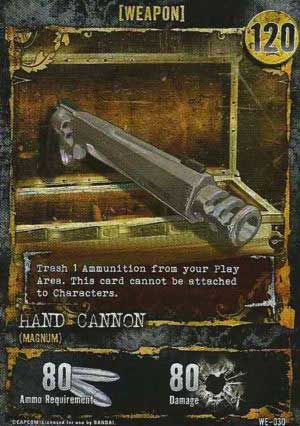 [WEAPON]
120
Trash 1 Ammunition from your Play
Area. This card cannot be attached
to Characters.
HAND CANNON
(MAGNUM)
80
Ammo Requirement
80
Damage
©CAPCOM Licensed for use by BANDAI. WE-030